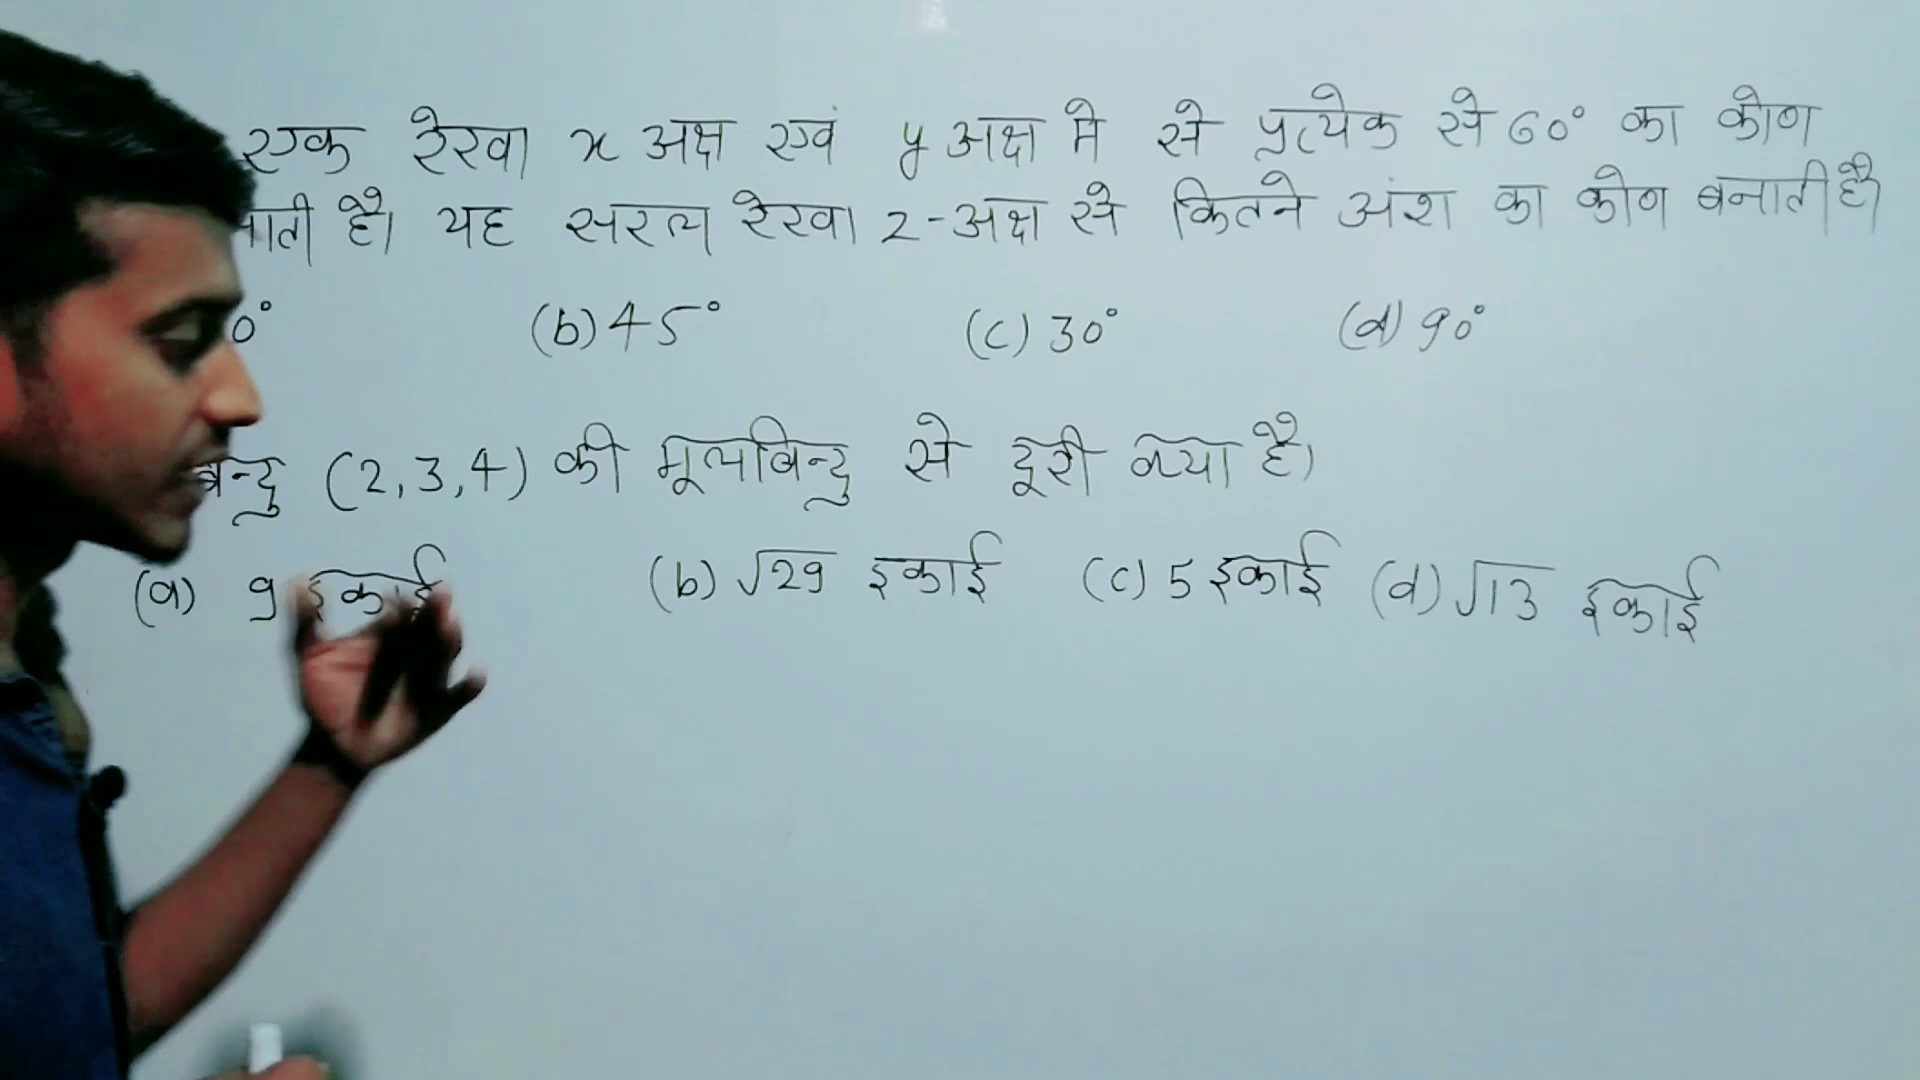 एक रेखा x अक्ष एवं y अक्ष मे से प्रत्येक से 60° का कोण
है। यह सरल रेखा z-अक्ष से कितने अंश का कोण बनाती है।
0° (b) 45° (c) 30° (d) 90°
(2,3,4) की मूलबिन्दु से दूरी क्या है।
(a) 9 इकाई (b) √29 इकाई (c) 5 इकाई (d) √13 इकाई